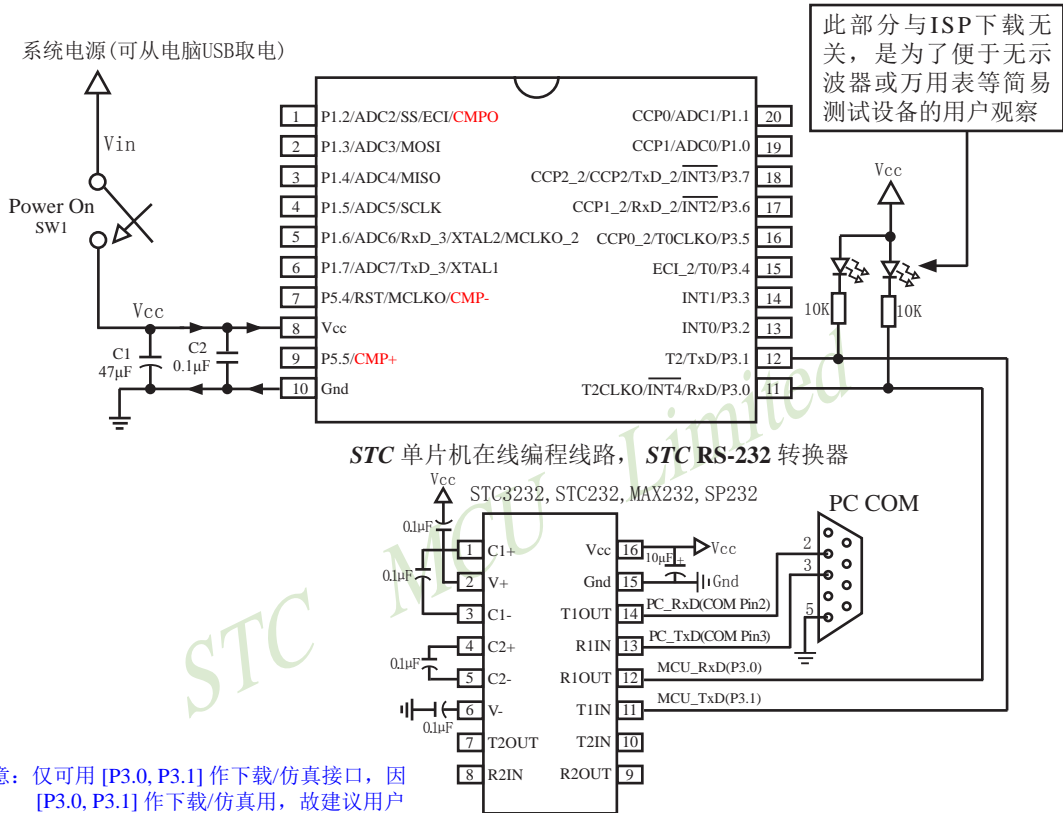 此部分与ISP下载无
关，是为了便于无示
波器或万用表等简易
测试设备的用户观察
系统电源(可从电脑USB取电)
Vin
Power On
SW1
Vcc
C1
47μF
C2
0.1μF
1 P1.2/ADC2/SS/ECI/CMPO
2 P1.3/ADC3/MOSI
3 P1.4/ADC4/MISO
4 P1.5/ADC5/SCLK
5 P1.6/ADC6/RxD_3/XTAL2/MCLKO_2
6 P1.7/ADC7/TxD_3/XTAL1
7 P5.4/RST/MCLKO/CMP-
8 Vcc
9 P5.5/CMP+
10 Gnd
CCP0/ADC1/P1.1 20
CCP1/ADC0/P1.0 19
CCP2_2/CCP2/TxD_2/INT3/P3.7 18
CCP1_2/RxD_2/INT2/P3.6 17
CCP0_2/T0CLKO/P3.5 16
ECI_2/T0/P3.4 15
INT1/P3.3 14
INT0/P3.2 13
T2/TxD/P3.1 12
T2CLKO/INT4/RxD/P3.0 11
Vcc
10K
10K
STC MCU Limited
STC 单片机在线编程线路， STC RS-232 转换器
STC3232,STC232,MAX232,SP232
Vcc
0.1μF
0.1μF
0.1μF
0.1μF
1 C1+
2 V+
3 C1-
4 C2+
5 C2-
6 V-
7 T2OUT
8 R2IN
Vcc 16
Gnd 15
T1OUT 14
R1IN 13
R1OUT 12
T1IN 11
T2IN 10
R2OUT 9
10μF +
Vcc
Gnd
PC_RxD(COM Pin2)
PC_TxD(COM Pin3)
MCU_RxD(P3.0)
MCU_TxD(P3.1)
PC COM
2
3
5
意：仅可用 [P3.0, P3.1] 作下载/仿真接口，因
[P3.0, P3.1] 作下载/仿真用，故建议用户